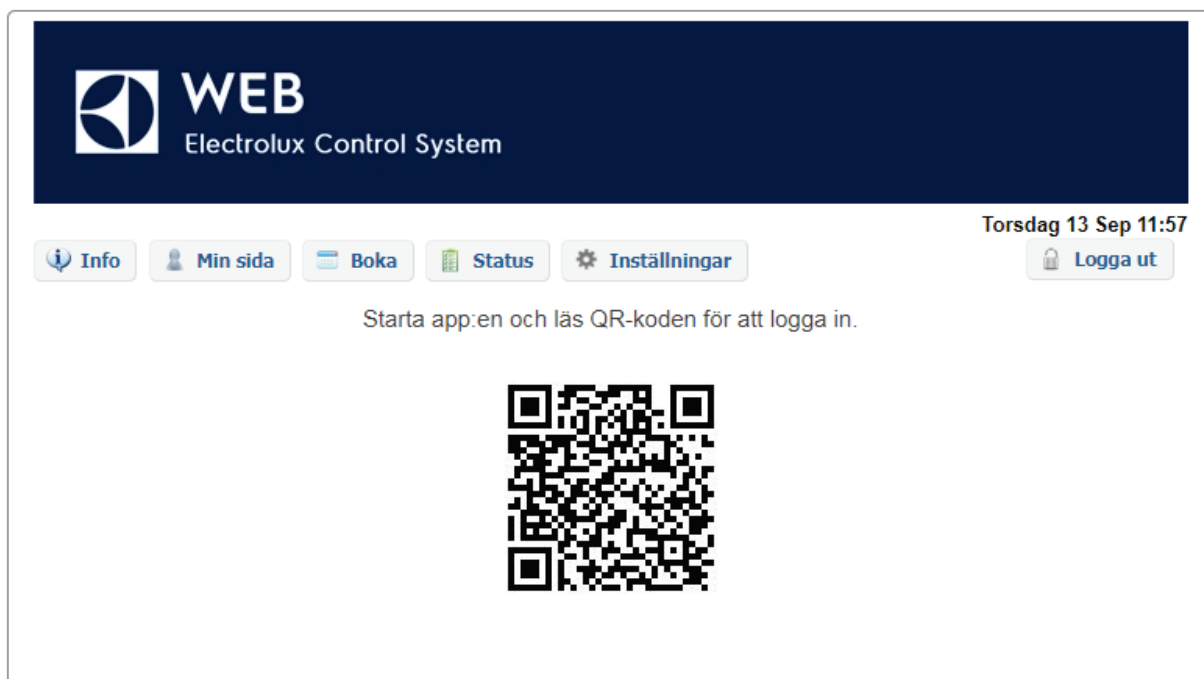 WEB
Electrolux Control System
Torsdag 13 Sep 11:57
Info Min sida Boka Status Inställningar Logga ut
Starta app:en och läs QR-koden för att logga in.